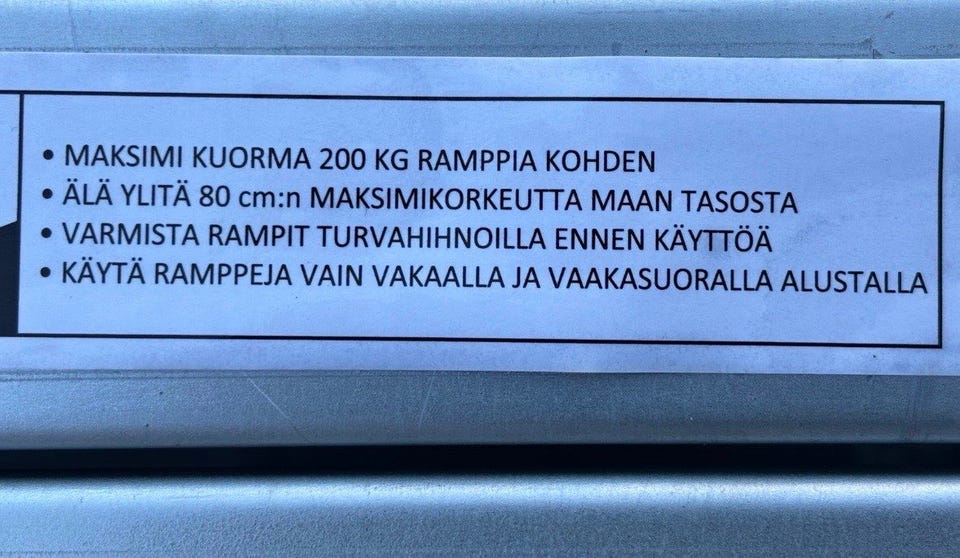 • MAKSIMI KUORMA 200 KG RAMPPIA KOHDEN
• ÄLÄ YLITÄ 80 cm:n MAKSIMIKORKEUTTA MAAN TASOSTA
• VARMISTA RAMPIT TURVAHIHNOILLA ENNEN KÄYTTÖÄ
• KÄYTÄ RAMPPEJA VAIN VAKAALLA JA VAAKASUORALLA ALUSTALLA